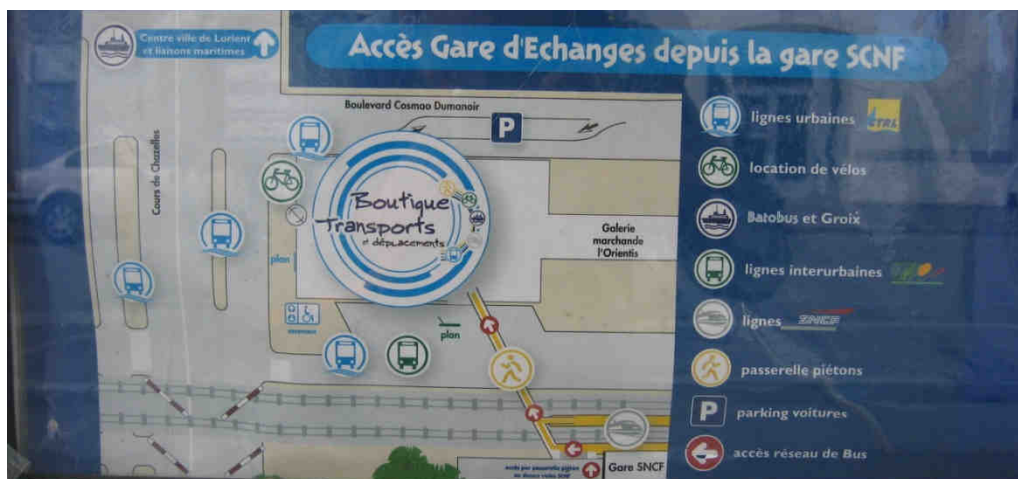 Centre ville de Lorient
et liaisons maritimes
Accès Gare d'Echanges depuis la gare SCNF
Boulevard Cosmao Dumanoir
P
Cours de Chazelles
Boutique
Transports
et déplacements
plan
Galerie
marchande
l'Orientis
plan
Gare SNCF
lignes urbaines CTRL
location de vélos
Batobus et Groix
lignes interurbaines
lignes SNCF
passerelle piétons
P parking voitures
accès réseau de Bus